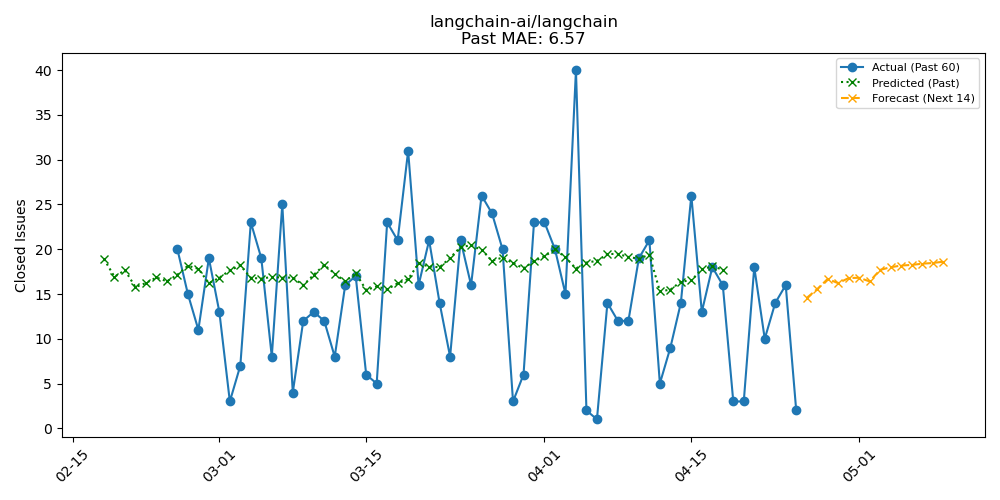 langchain-ai/langchain
Past MAE: 6.57
Actual (Past 60)
Predicted (Past)
Forecast (Next 14)
Closed Issues
40
35
30
25
20
15
10
5
0
02-15
03-01
03-15
04-01
04-15
05-01